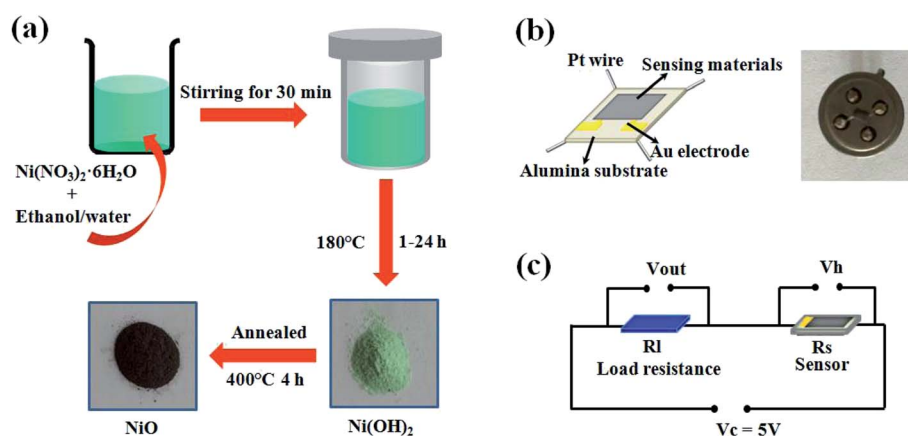 (a)
Stirring for 30 min
Ni(NO₃)₂·6H₂O
+
Ethanol/water
180°C
1-24 h
Annealed
400°C 4 h
NiO
Ni(OH)₂
(b)
Pt wire
Sensing materials
Au electrode
Alumina substrate
(c)
Vout
Vh
Rl
Load resistance
Rs
Sensor
Vc = 5V